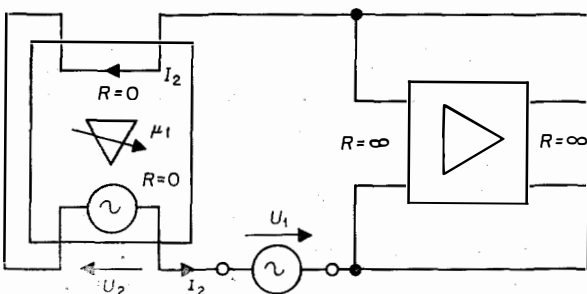 I₂
R=0
μ₁
R=0
R=∞
R=∞
U₁
U₂
I₂